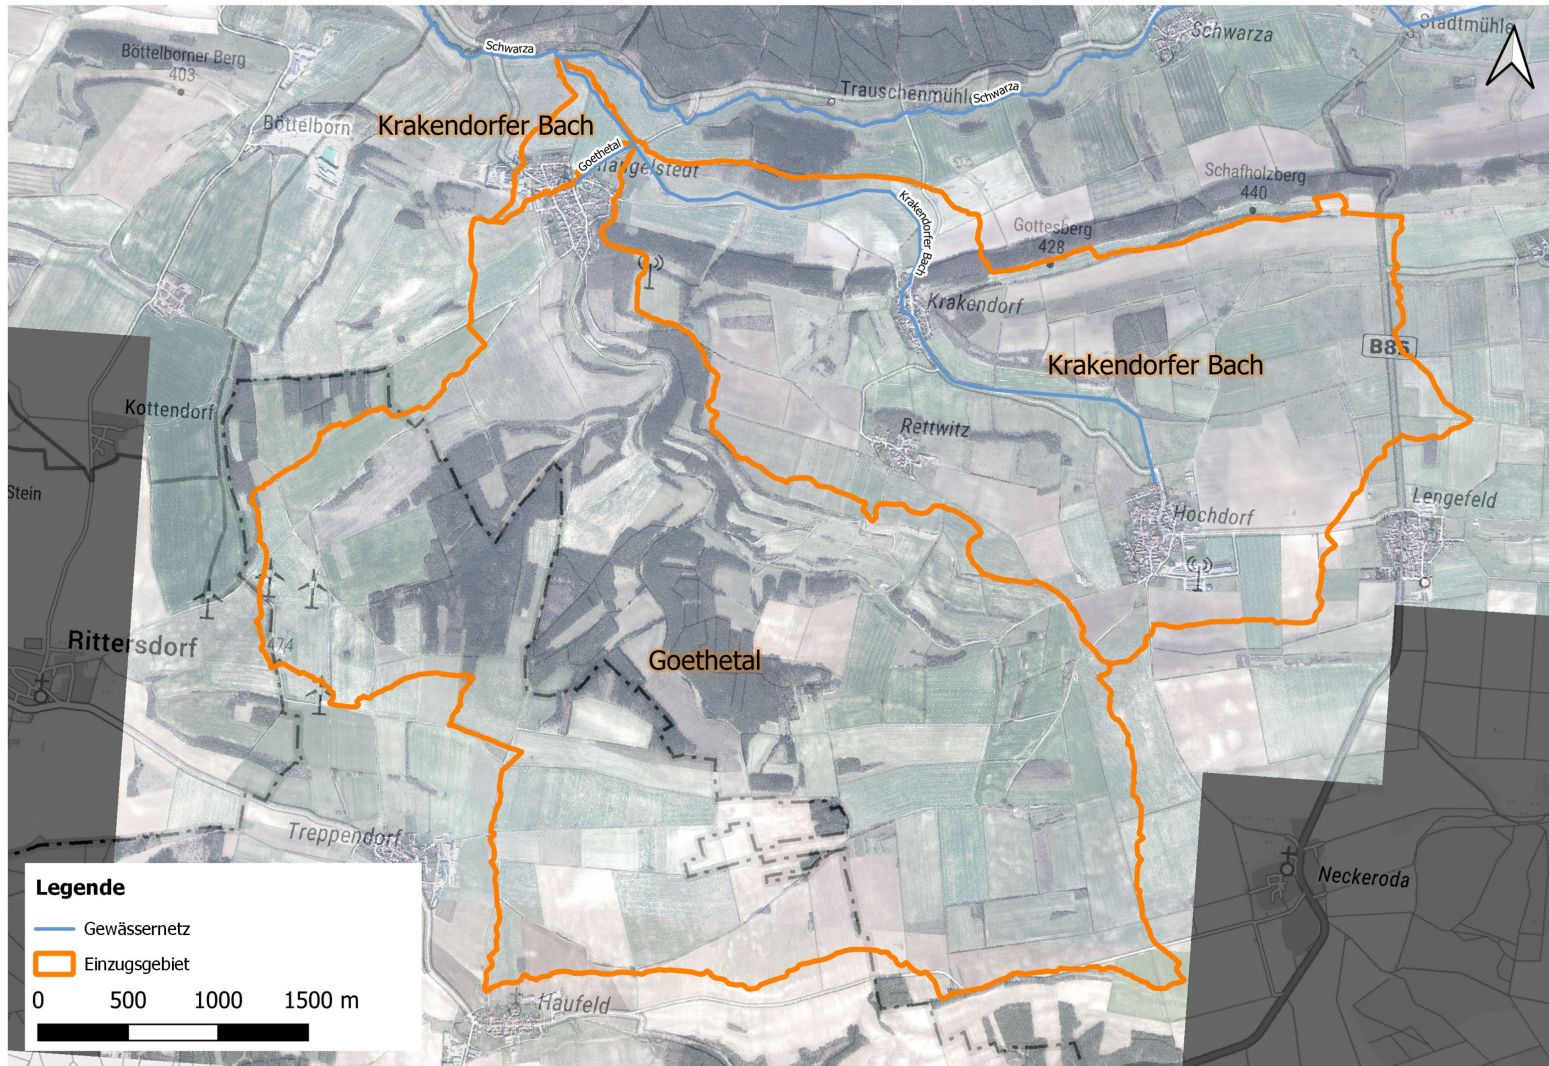 Schwarza
Stadtmühle
Schwarza
Böttelborner Berg
403
Trauschenmühl
Schwarza
Krakendorfer Bach
Böttelborn
Goethetal
Schafholzberg
440
Krakendorfer Bach
Gottesberg
428
Krakendorf
B85
Krakendorfer Bach
Kottendorf
Rettwitz
Stein
Lengefeld
Hochdorf
Rittersdorf
474
Goethetal
Treppendorf
Neckeroda
Haufeld
Legende
Gewässernetz
Einzugsgebiet
0 500 1000 1500 m